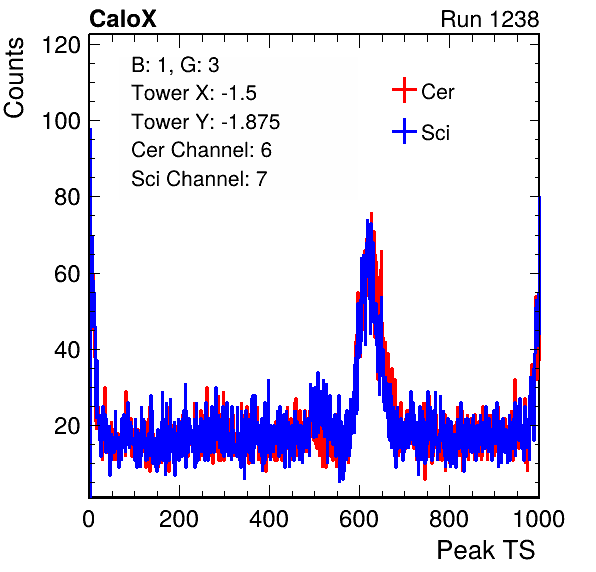 CaloX Run 1238
Counts
120
100
80
60
40
20
B: 1, G: 3
Tower X: -1.5
Tower Y: -1.875
Cer Channel: 6
Sci Channel: 7
Cer
Sci
0 200 400 600 800 1000
Peak TS